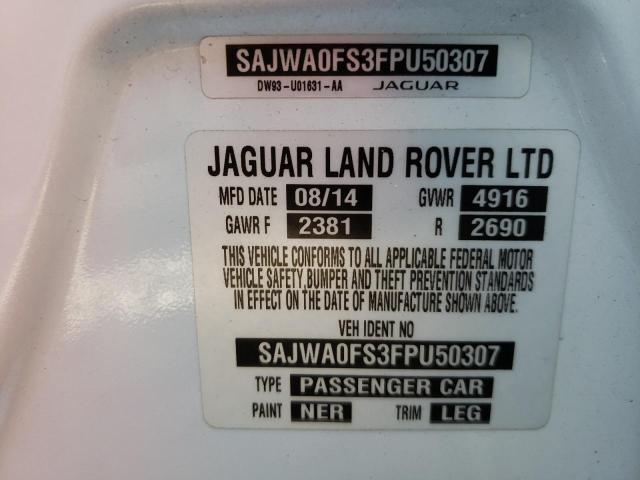 SAJWA0FS3FPU50307
DW93-U01631-AA JAGUAR
JAGUAR LAND ROVER LTD
MFD DATE 08/14 GVWR 4916
GAWR F 2381 R 2690
THIS VEHICLE CONFORMS TO ALL APPLICABLE FEDERAL MOTOR
VEHICLE SAFETY,BUMPER AND THEFT PREVENTION STANDARDS
IN EFFECT ON THE DATE OF MANUFACTURE SHOWN ABOVE.
VEH IDENT NO
SAJWA0FS3FPU50307
TYPE PASSENGER CAR
PAINT NER TRIM LEG